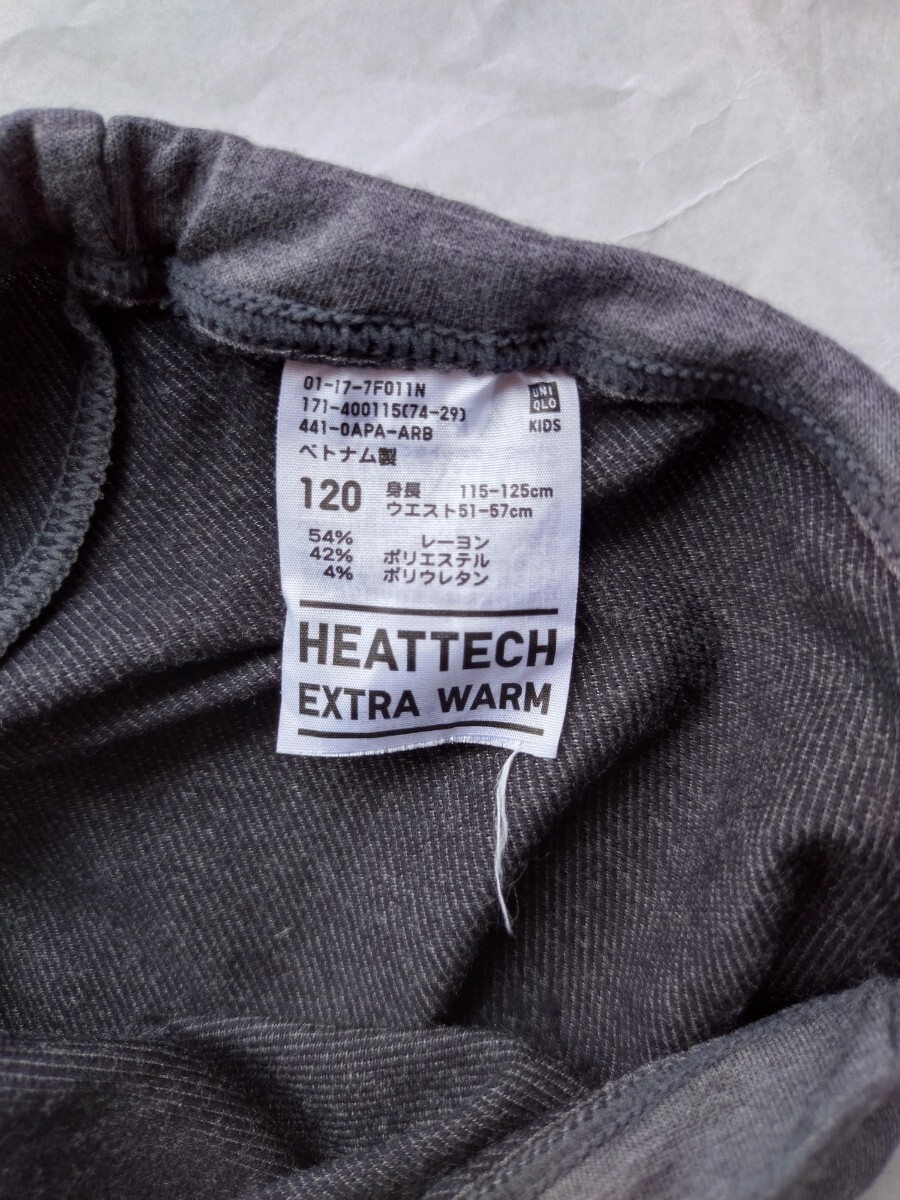 01-17-7F011N
171-400115(74-29)
441-0APA-ARB
UNI
QLO
KIDS
ベトナム製
120 身長 115-125cm
ウエスト51-57cm
54% レーヨン
42% ポリエステル
4% ポリウレタン
HEATTECH
EXTRA WARM